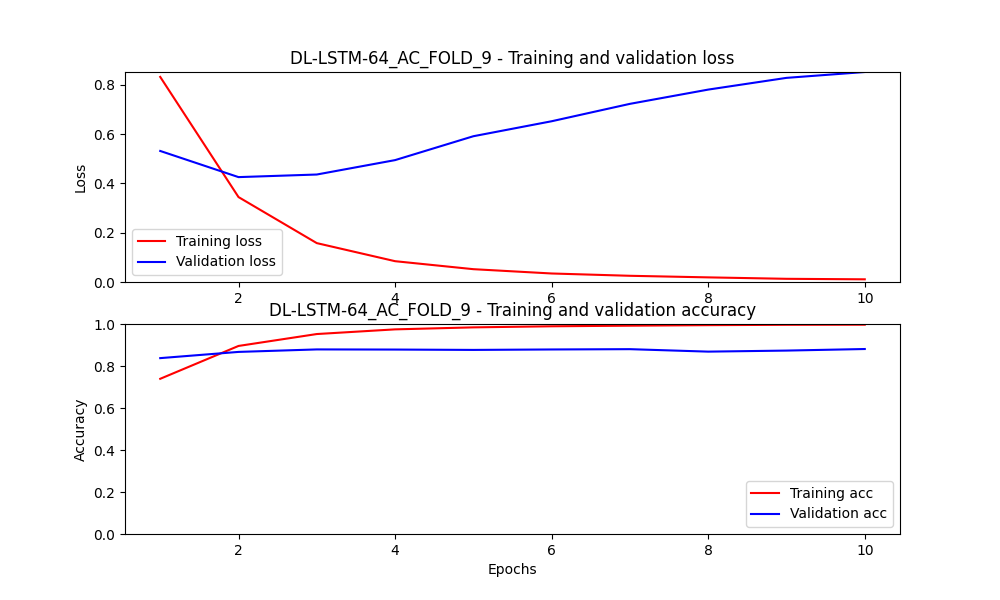 DL-LSTM-64_AC_FOLD_9 - Training and validation loss
0.8
0.6
0.4
0.2
0.0
Loss
Training loss
Validation loss
2 4 6 8 10
DL-LSTM-64_AC_FOLD_9 - Training and validation accuracy
1.0
0.8
0.6
0.4
0.2
0.0
Accuracy
Training acc
Validation acc
2 4 6 8 10
Epochs